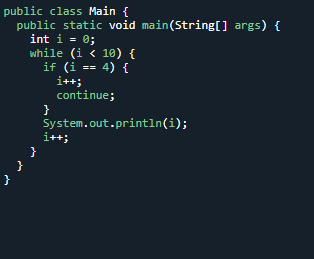 public class Main {
  public static void main(String[] args) {
    int i = 0;
    while (i < 10) {
      if (i == 4) {
        i++;
        continue;
      }
      System.out.println(i);
      i++;
    }
  }
}